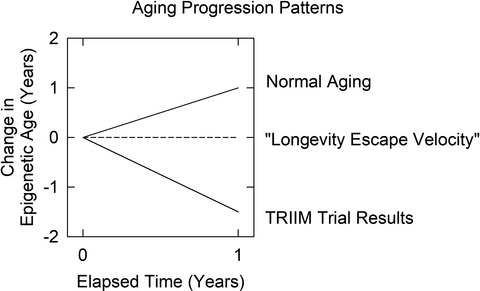 Aging Progression Patterns
Change in
Epigenetic Age (Years)
2
1
0
-1
-2
Normal Aging
"Longevity Escape Velocity"
TRIIM Trial Results
0
1
Elapsed Time (Years)